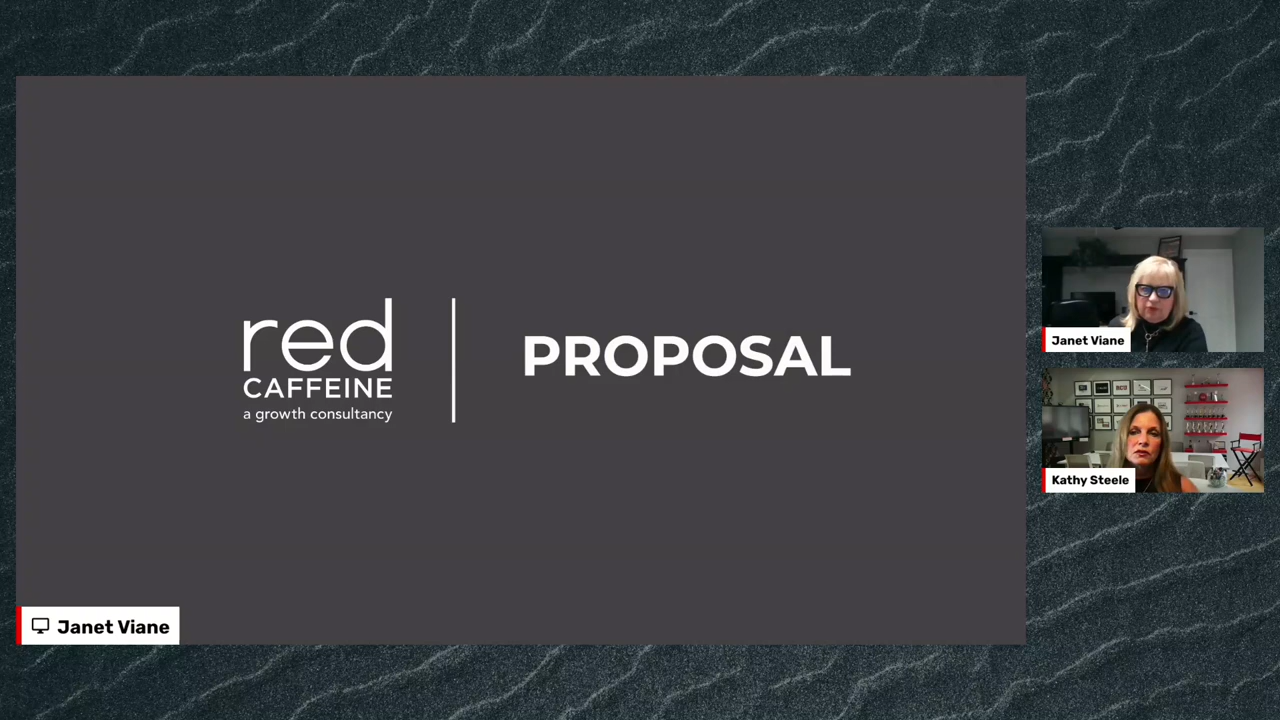 red
CAFFEINE
a growth consultancy
PROPOSAL
Janet Viane
Janet Viane
Kathy Steele